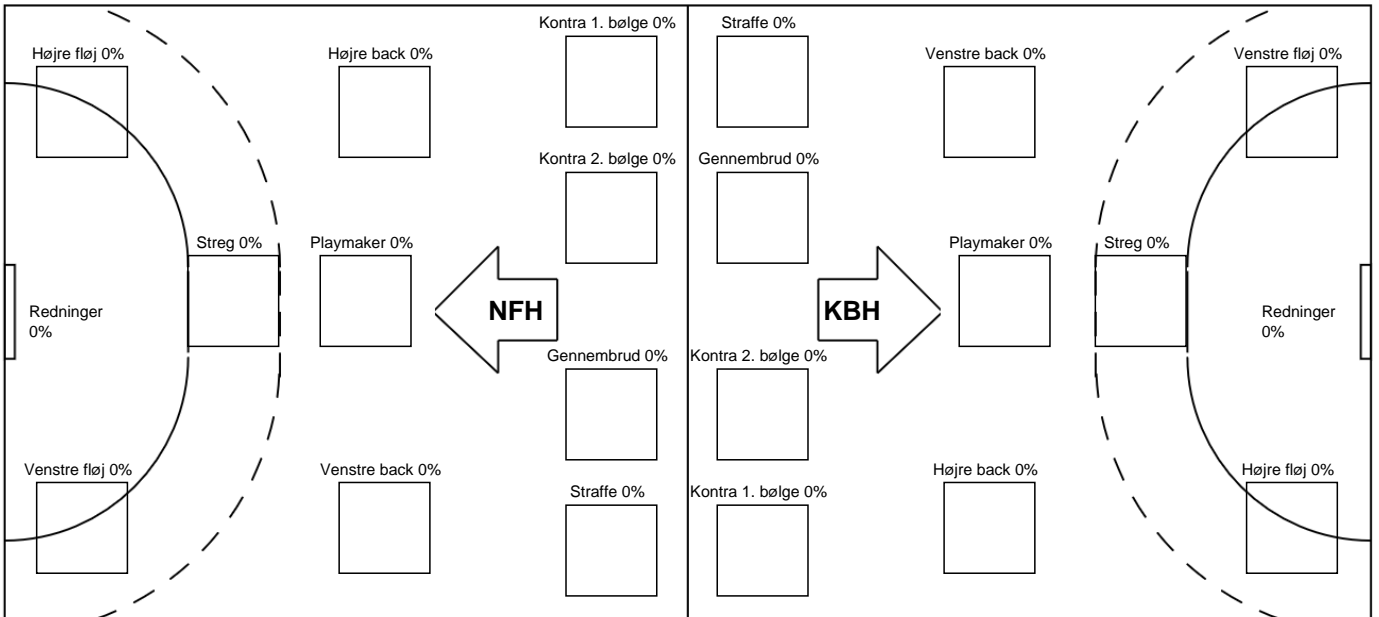 Kontra 1. bølge 0%
Straffe 0%
Højre fløj 0%
Højre back 0%
Venstre back 0%
Venstre fløj 0%
Kontra 2. bølge 0%
Gennembrud 0%
Streg 0%
Playmaker 0%
Playmaker 0%
Streg 0%
Redninger
0%
NFH
KBH
Redninger
0%
Gennembrud 0%
Kontra 2. bølge 0%
Venstre fløj 0%
Venstre back 0%
Højre back 0%
Højre fløj 0%
Straffe 0%
Kontra 1. bølge 0%